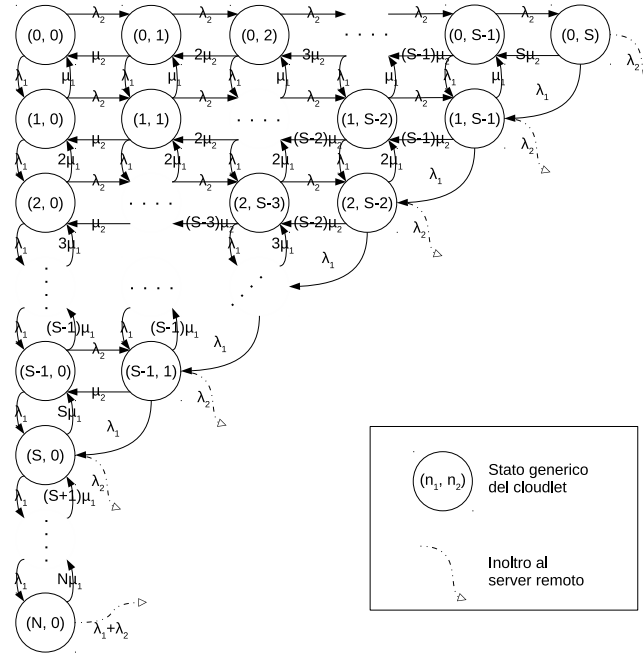 λ₂ λ₂ λ₂ λ₂ λ₂
(0, 0) (0, 1) (0, 2) . . . . (0, S-1) (0, S)
μ₂ 2μ₂ 3μ₂ (S-1)μ₂ Sμ₂ λ₂
λ₁ μ₁ λ₁ μ₁ λ₁ μ₁ λ₁ μ₁ λ₁ μ₁ λ₁
λ₂ λ₂ λ₂ λ₂
(1, 0) (1, 1) . . . . (1, S-2) (1, S-1)
μ₂ 2μ₂ (S-2)μ₂ (S-1)μ₂ λ₂
λ₁ 2μ₁ λ₁ 2μ₁ λ₁ 2μ₁ λ₁ 2μ₁ λ₁
λ₂ λ₂ λ₂
(2, 0) . . . . (2, S-3) (2, S-2)
μ₂ (S-3)μ₂ (S-2)μ₂ λ₂
λ₁ 3μ₁ λ₁ 3μ₁ λ₁
λ₁ (S-1)μ₁ λ₁ (S-1)μ₁ λ₁
λ₂
(S-1, 0) (S-1, 1)
μ₂ λ₂
λ₁ Sμ₁ λ₁
(S, 0)
λ₂
λ₁ (S+1)μ₁
λ₁ Nμ₁
(N, 0)
λ₁+λ₂
(n₁, n₂)
Stato generico
del cloudlet
Inoltro al
server remoto